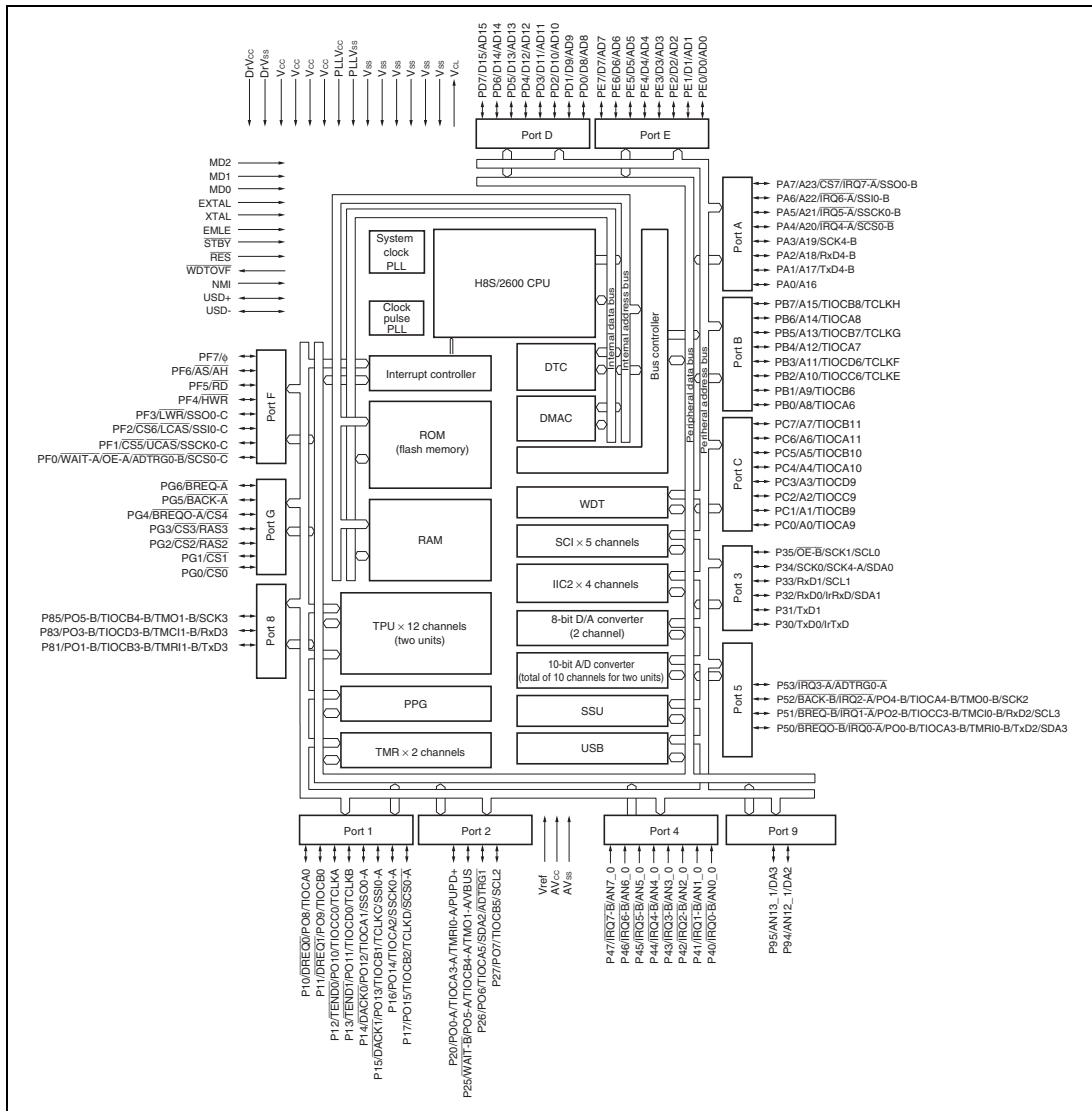 DrVCC
DrVSS
VCC
VCC
VCC
VCC
PLLVCC
PLLVSS
VSS
VSS
VSS
VSS
VSS
VSS
VCL
PD7/D15/AD15
PD6/D14/AD14
PD5/D13/AD13
PD4/D12/AD12
PD3/D11/AD11
PD2/D10/AD10
PD1/D9/AD9
PD0/D8/AD8
PE7/D7/AD7
PE6/D6/AD6
PE5/D5/AD5
PE4/D4/AD4
PE3/D3/AD3
PE2/D2/AD2
PE1/D1/AD1
PE0/D0/AD0
Port D
Port E
MD2
MD1
MD0
EXTAL
XTAL
EMLE
STBY
RES
WDTOVF
NMI
USD+
USD-
System clock PLL
Clock pulse PLL
H8S/2600 CPU
Interrupt controller
DTC
DMAC
Internal data bus
Internal address bus
Bus controller
Peripheral data bus
Peripheral address bus
ROM
(flash memory)
RAM
WDT
SCI × 5 channels
IIC2 × 4 channels
TPU × 12 channels
(two units)
8-bit D/A converter
(2 channel)
10-bit A/D converter
(total of 10 channels for two units)
PPG
SSU
TMR × 2 channels
USB
Port A
PA7/A23/CS7/IRQ7-A/SSO0-B
PA6/A22/IRQ6-A/SSI0-B
PA5/A21/IRQ5-A/SSCK0-B
PA4/A20/IRQ4-A/SCS0-B
PA3/A19/SCK4-B
PA2/A18/RxD4-B
PA1/A17/TxD4-B
PA0/A16
Port B
PB7/A15/TIOCB8/TCLKH
PB6/A14/TIOCA8
PB5/A13/TIOCB7/TCLKG
PB4/A12/TIOCA7
PB3/A11/TIOCD6/TCLKF
PB2/A10/TIOCC6/TCLKE
PB1/A9/TIOCB6
PB0/A8/TIOCA6
Port C
PC7/A7/TIOCB11
PC6/A6/TIOCA11
PC5/A5/TIOCB10
PC4/A4/TIOCA10
PC3/A3/TIOCD9
PC2/A2/TIOCC9
PC1/A1/TIOCB9
PC0/A0/TIOCA9
Port 3
P35/OE-B/SCK1/SCL0
P34/SCK0/SCK4-A/SDA0
P33/RxD1/SCL1
P32/RxD0/IrRxD/SDA1
P31/TxD1
P30/TxD0/IrTxD
Port 5
P53/IRQ3-A/ADTRG0-A
P52/BACK-B/IRQ2-A/PO4-B/TIOCA4-B/TMO0-B/SCK2
P51/BREQ-B/IRQ1-A/PO2-B/TIOCC3-B/TMCI0-B/RxD2/SCL3
P50/BREQO-B/IRQ0-A/PO0-B/TIOCA3-B/TMRI0-B/TxD2/SDA3
PF7/φ
PF6/AS/AH
PF5/RD
PF4/HWR
PF3/LWR/SSO0-C
PF2/CS6/LCAS/SSI0-C
PF1/CS5/UCAS/SSCK0-C
PF0/WAIT-A/OE-A/ADTRG0-B/SCS0-C
Port F
PG6/BREQ-A
PG5/BACK-A
PG4/BREQO-A/CS4
PG3/CS3/RAS3
PG2/CS2/RAS2
PG1/CS1
PG0/CS0
Port G
P85/PO5-B/TIOCB4-B/TMO1-B/SCK3
P83/PO3-B/TIOCD3-B/TMCI1-B/RxD3
P81/PO1-B/TIOCB3-B/TMRI1-B/TxD3
Port 8
Port 1
Port 2
Port 4
Port 9
P10/DREQ0/PO8/TIOCA0
P11/DREQ1/PO9/TIOCB0
P12/TEND0/PO10/TIOCC0/TCLKA
P13/TEND1/PO11/TIOCD0/TCLKB
P14/DACK0/PO12/TIOCA1/SSO0-A
P15/DACK1/PO13/TIOCB1/TCLKC/SSI0-A
P16/PO14/TIOCA2/SSCK0-A
P17/PO15/TIOCB2/TCLKD/SCS0-A
P20/PO0-A/TIOCA3-A/TMRI0-A/PUPD+
P25/WAIT-B/PO5-A/TIOCB4-A/TMO1-A/VBUS
P26/PO6/TIOCA5/SDA2/ADTRG1
P27/PO7/TIOCB5/SCL2
Vref
AVCC
AVSS
P47/IRQ7-B/AN7_0
P46/IRQ6-B/AN6_0
P45/IRQ5-B/AN5_0
P44/IRQ4-B/AN4_0
P43/IRQ3-B/AN3_0
P42/IRQ2-B/AN2_0
P41/IRQ1-B/AN1_0
P40/IRQ0-B/AN0_0
P95/AN13_1/DA3
P94/AN12_1/DA2